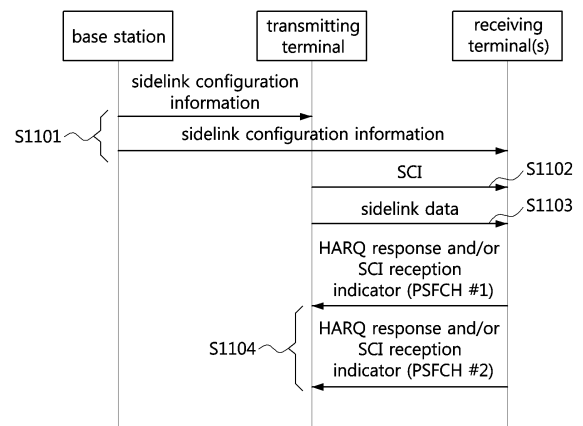 base station
transmitting
terminal
receiving
terminal(s)
sidelink configuration
information
S1101
sidelink configuration information
SCI
S1102
sidelink data
S1103
HARQ response and/or
SCI reception
indicator (PSFCH #1)
S1104
HARQ response and/or
SCI reception
indicator (PSFCH #2)